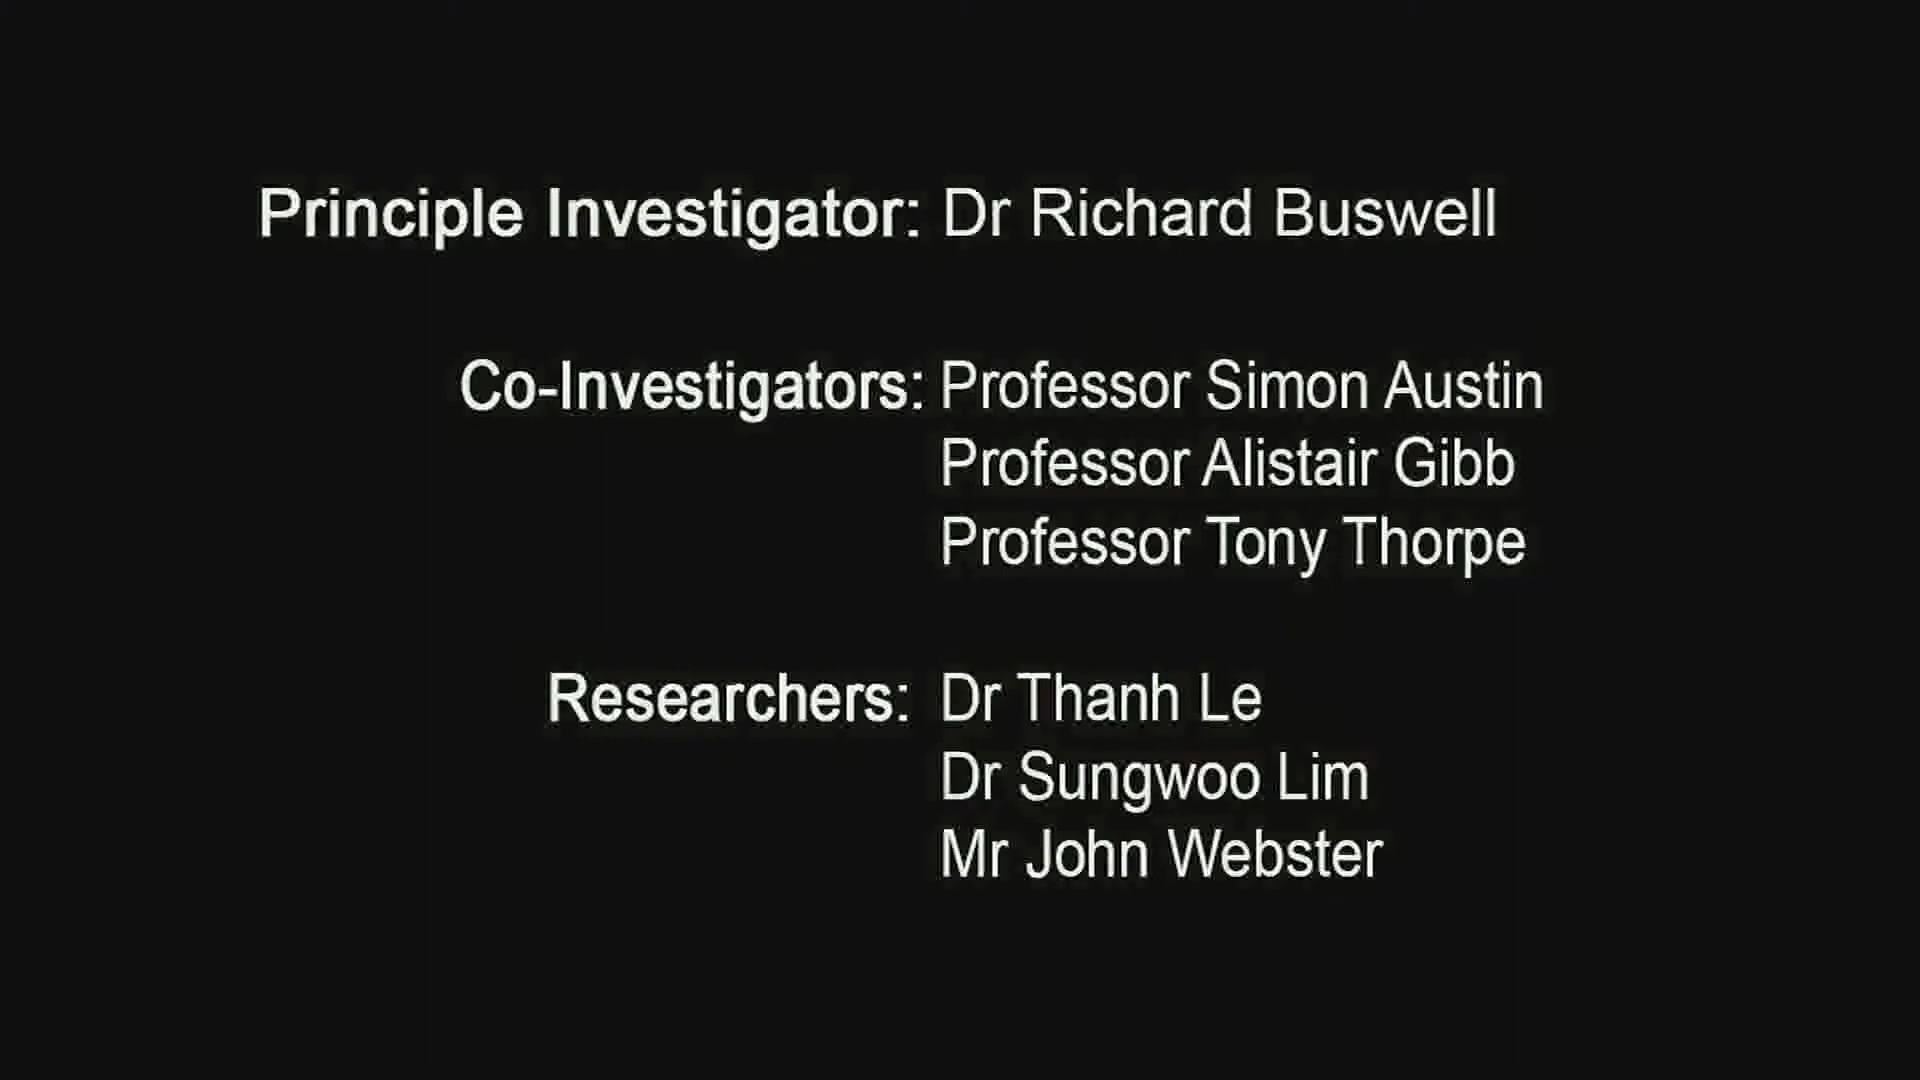 Principle Investigator: Dr Richard Buswell
Co-Investigators: Professor Simon Austin
Professor Alistair Gibb
Professor Tony Thorpe
Researchers: Dr Thanh Le
Dr Sungwoo Lim
Mr John Webster